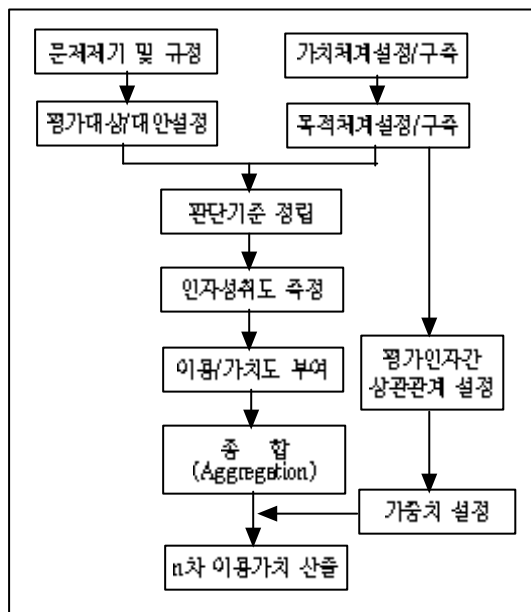 문제제기 및 규정
가치체계설정/구축
평가대상/대안설정
목적체계설정/구축
판단기준 정립
인자성취도 측정
이용/가치도 부여
평가인자간
상관관계 설정
종 합
(Aggregation)
가중치 설정
n차 이용가치 산출